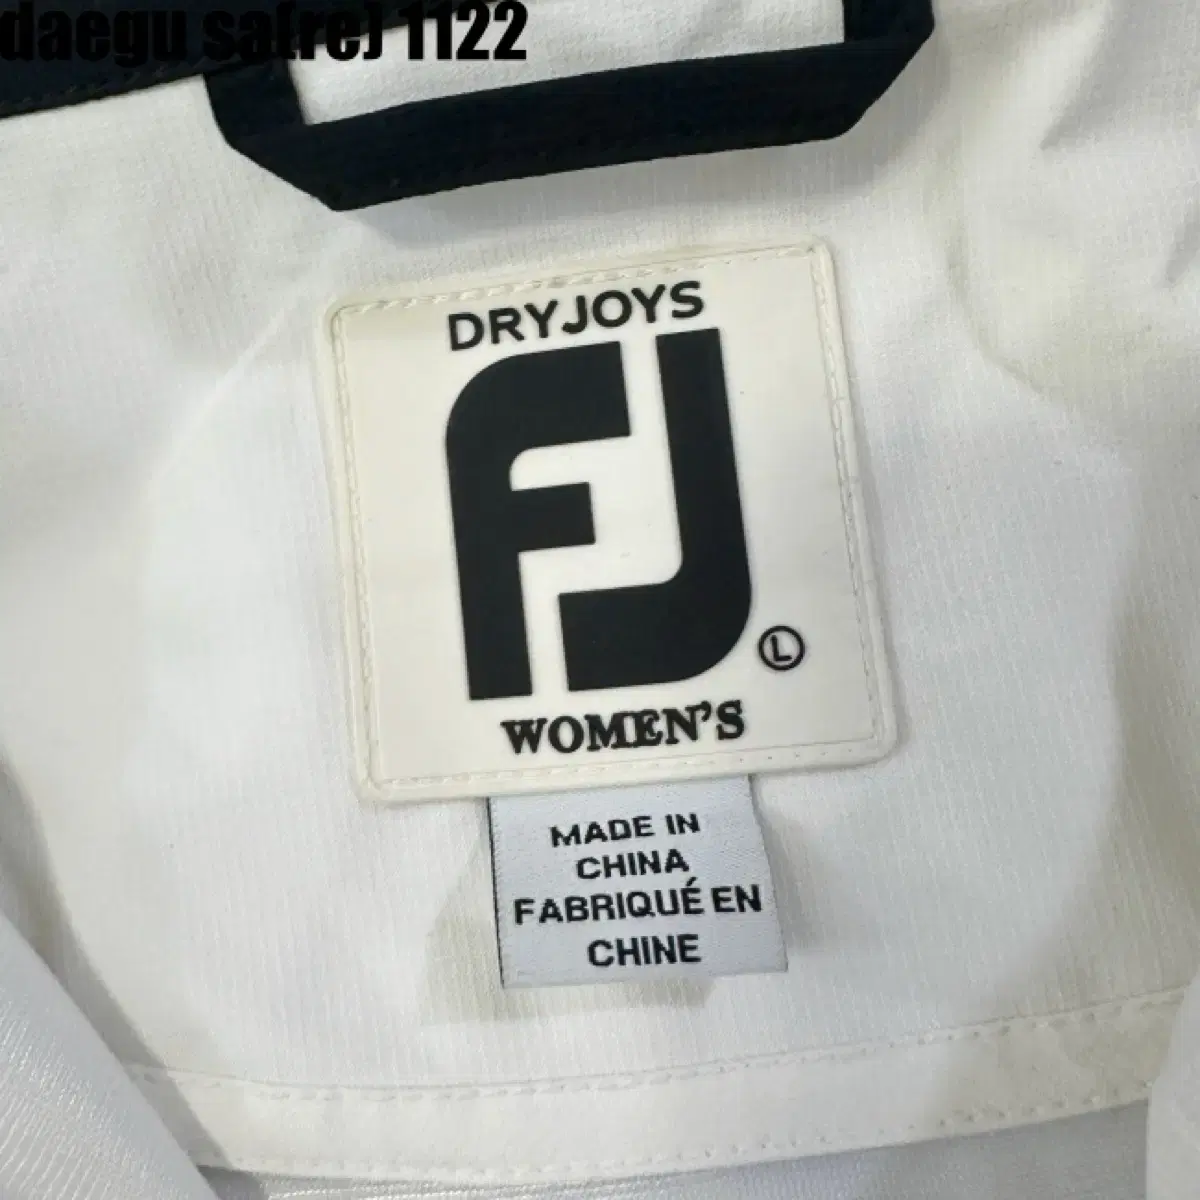 daegu sa(re) 1122
DRYJOYS
FJ
L
WOMEN'S
MADE IN
CHINA
FABRIQUÉ EN
CHINE